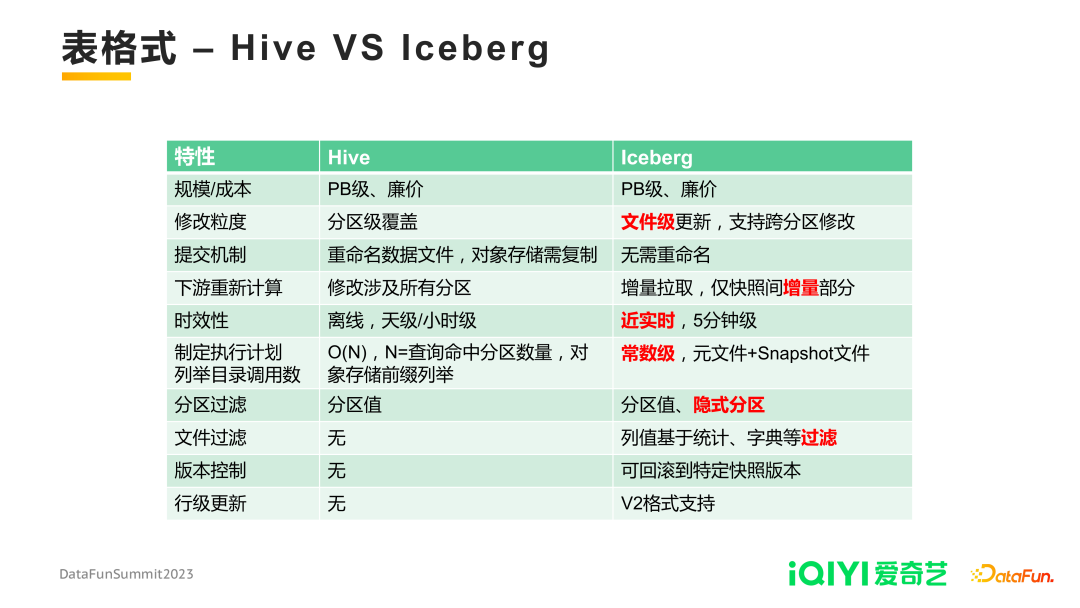 表格式 – Hive VS Iceberg
特性 Hive Iceberg
规模/成本 PB级、廉价 PB级、廉价
修改粒度 分区级覆盖 文件级更新，支持跨分区修改
提交机制 重命名数据文件，对象存储需复制 无需重命名
下游重新计算 修改涉及所有分区 增量拉取，仅快照间增量部分
时效性 离线，天级/小时级 近实时，5分钟级
制定执行计划 O(N)，N=查询命中分区数量，对 常数级，元文件+Snapshot文件
列举目录调用数 象存储前缀列举
分区过滤 分区值 分区值、隐式分区
文件过滤 无 列值基于统计、字典等过滤
版本控制 无 可回滚到特定快照版本
行级更新 无 V2格式支持
DataFunSummit2023
iQIYI 爱奇艺
DataFun.